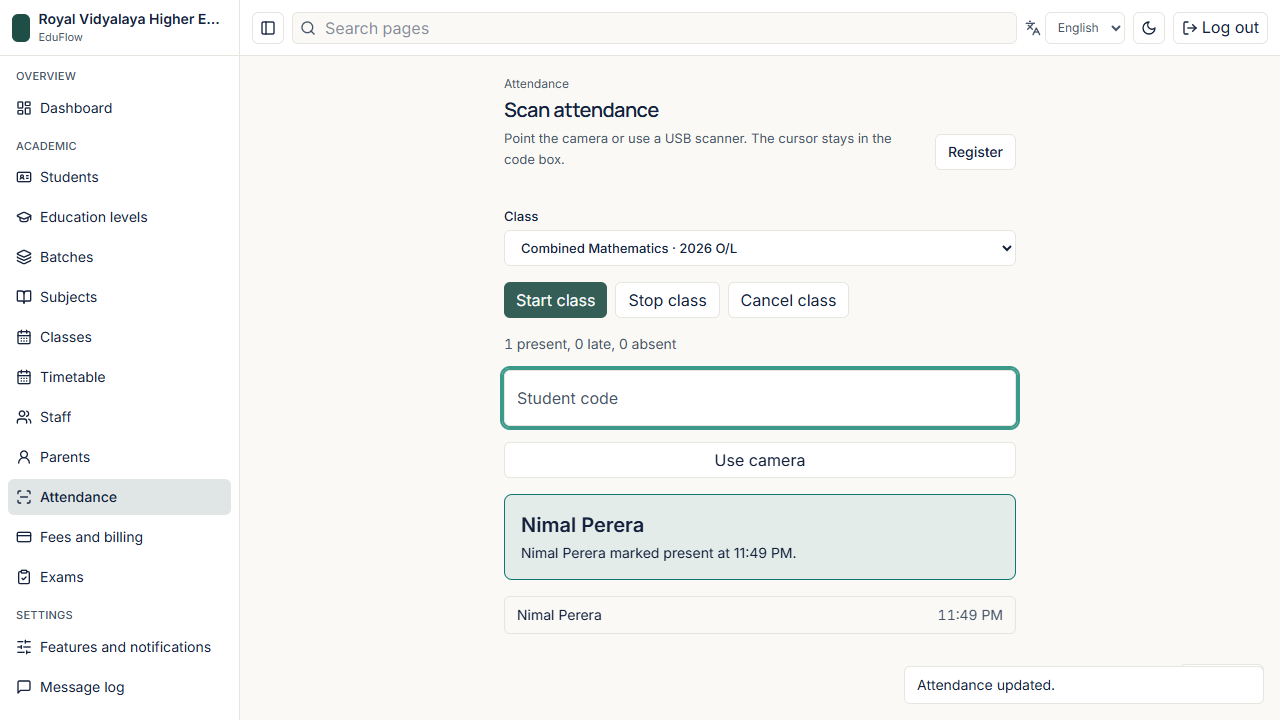 Royal Vidyalaya Higher E...
EduFlow
Search pages
English
Log out
OVERVIEW
Dashboard
ACADEMIC
Students
Education levels
Batches
Subjects
Classes
Timetable
Staff
Parents
Attendance
Fees and billing
Exams
SETTINGS
Features and notifications
Message log
Attendance
Scan attendance
Point the camera or use a USB scanner. The cursor stays in the
code box.
Register
Class
Combined Mathematics · 2026 O/L
Start class
Stop class
Cancel class
1 present, 0 late, 0 absent
Student code
Use camera
Nimal Perera
Nimal Perera marked present at 11:49 PM.
Nimal Perera
11:49 PM
Attendance updated.